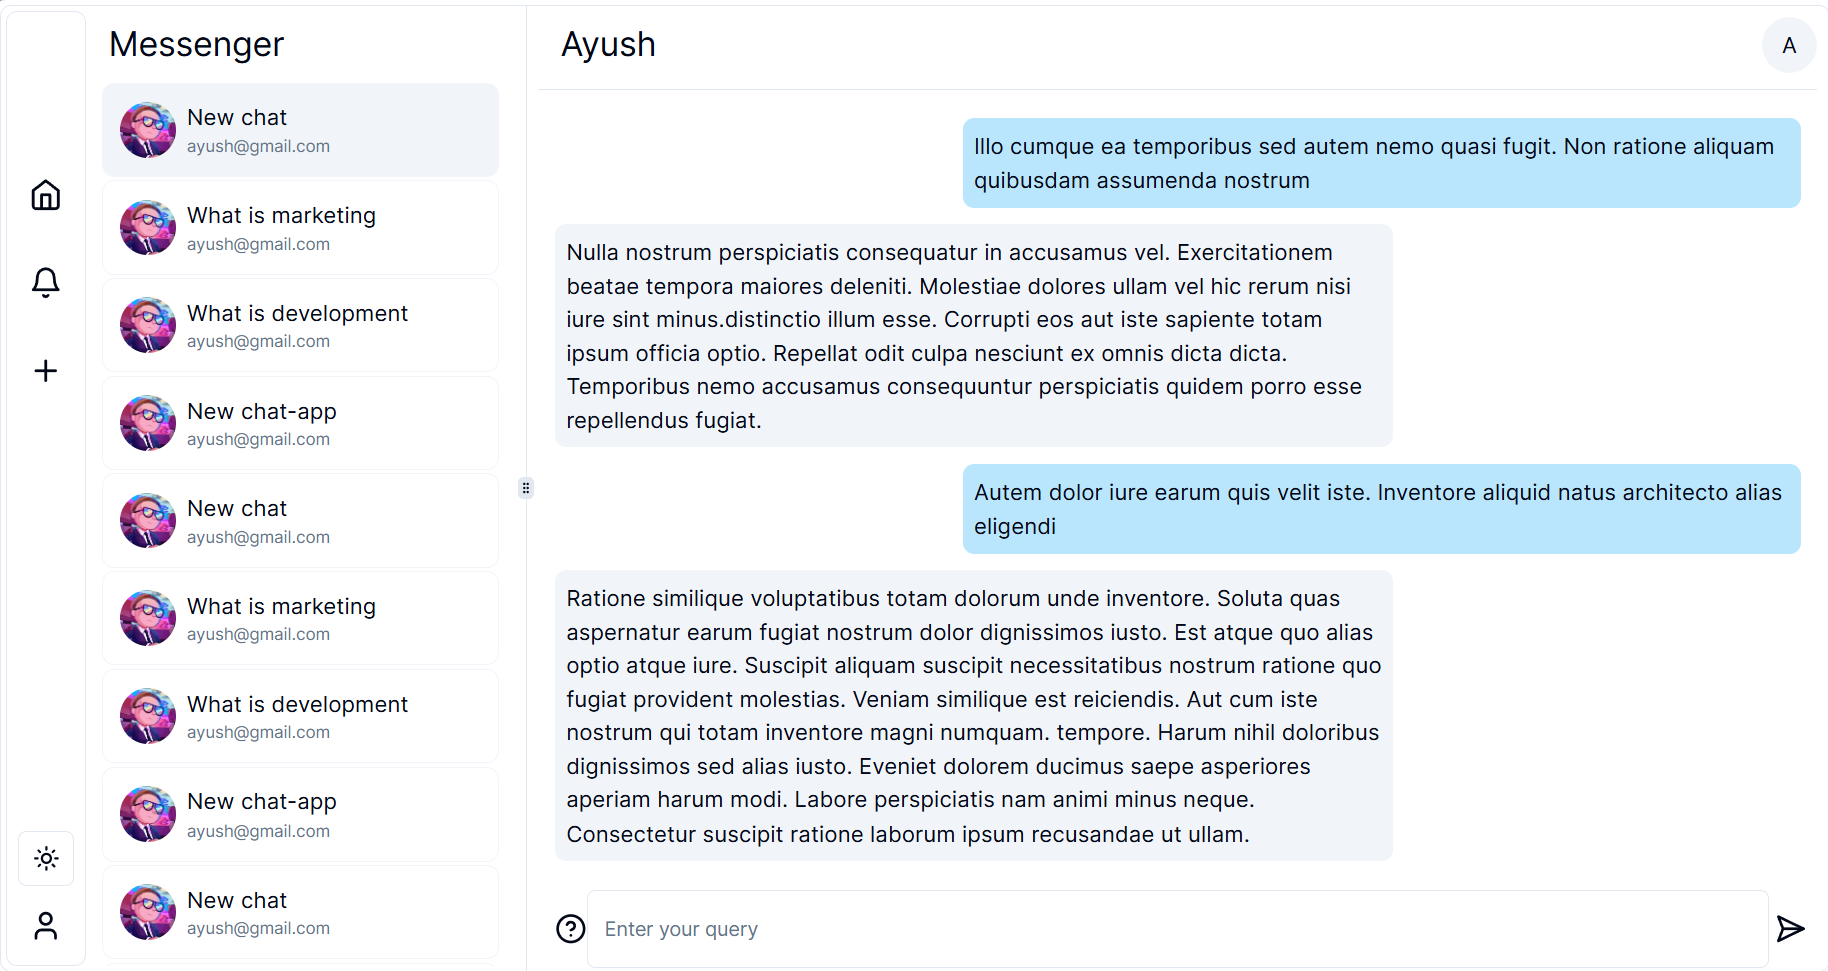 Messenger
New chat
ayush@gmail.com
What is marketing
ayush@gmail.com
What is development
ayush@gmail.com
New chat-app
ayush@gmail.com
New chat
ayush@gmail.com
What is marketing
ayush@gmail.com
What is development
ayush@gmail.com
New chat-app
ayush@gmail.com
New chat
ayush@gmail.com
Ayush
A
Illo cumque ea temporibus sed autem nemo quasi fugit. Non ratione aliquam
quibusdam assumenda nostrum
Nulla nostrum perspiciatis consequatur in accusamus vel. Exercitationem
beatae tempora maiores deleniti. Molestiae dolores ullam vel hic rerum nisi
iure sint minus.distinctio illum esse. Corrupti eos aut iste sapiente totam
ipsum officia optio. Repellat odit culpa nesciunt ex omnis dicta dicta.
Temporibus nemo accusamus consequuntur perspiciatis quidem porro esse
repellendus fugiat.
Autem dolor iure earum quis velit iste. Inventore aliquid natus architecto alias
eligendi
Ratione similique voluptatibus totam dolorum unde inventore. Soluta quas
aspernatur earum fugiat nostrum dolor dignissimos iusto. Est atque quo alias
optio atque iure. Suscipit aliquam suscipit necessitatibus nostrum ratione quo
fugiat provident molestias. Veniam similique est reiciendis. Aut cum iste
nostrum qui totam inventore magni numquam. tempore. Harum nihil doloribus
dignissimos sed alias iusto. Eveniet dolorem ducimus saepe asperiores
aperiam harum modi. Labore perspiciatis nam animi minus neque.
Consectetur suscipit ratione laborum ipsum recusandae ut ullam.
Enter your query